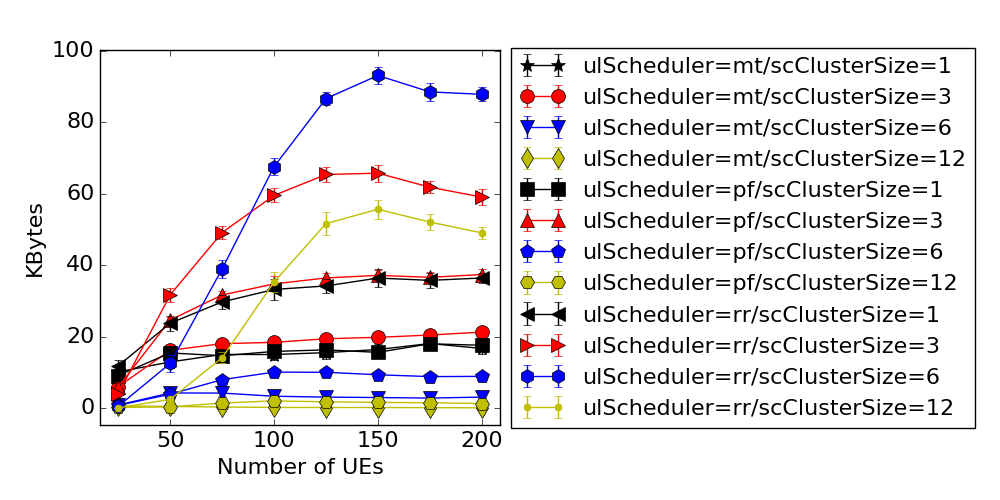 100
80
60
40
20
0
KBytes
50
100
150
200
Number of UEs
ulScheduler=mt/scClusterSize=1
ulScheduler=mt/scClusterSize=3
ulScheduler=mt/scClusterSize=6
ulScheduler=mt/scClusterSize=12
ulScheduler=pf/scClusterSize=1
ulScheduler=pf/scClusterSize=3
ulScheduler=pf/scClusterSize=6
ulScheduler=pf/scClusterSize=12
ulScheduler=rr/scClusterSize=1
ulScheduler=rr/scClusterSize=3
ulScheduler=rr/scClusterSize=6
ulScheduler=rr/scClusterSize=12